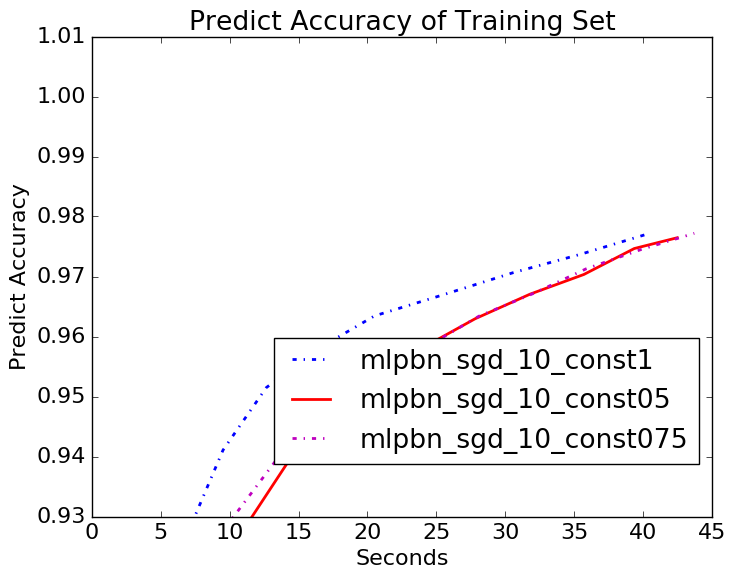 Predict Accuracy of Training Set
1.01
1.00
0.99
0.98
0.97
0.96
0.95
0.94
0.93
Predict Accuracy
mlpbn_sgd_10_const1
mlpbn_sgd_10_const05
mlpbn_sgd_10_const075
0 5 10 15 20 25 30 35 40 45
Seconds